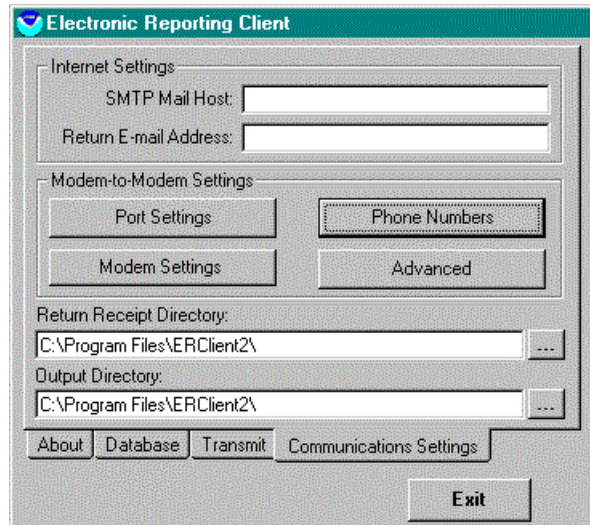 Electronic Reporting Client
Internet Settings
SMTP Mail Host:
Return E-mail Address:
Modem-to-Modem Settings
Port Settings
Phone Numbers
Modem Settings
Advanced
Return Receipt Directory:
C:\Program Files\ERClient2\
...
Output Directory:
C:\Program Files\ERClient2\
...
About
Database
Transmit
Communications Settings
Exit